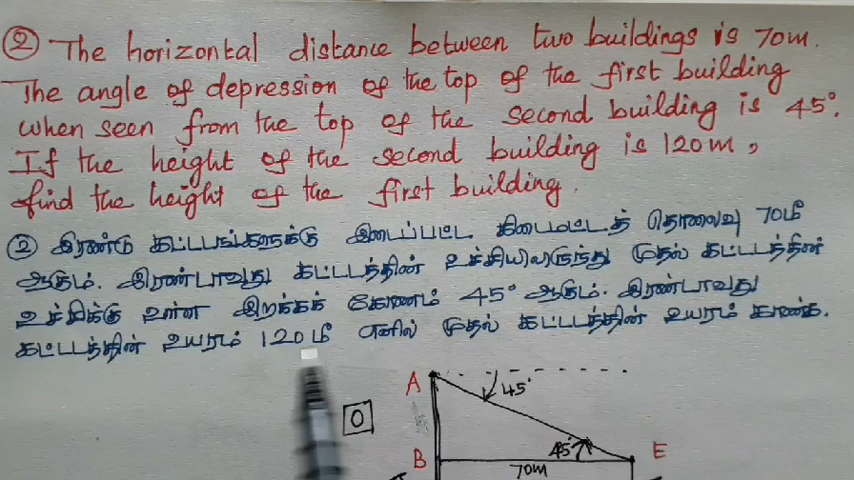 ② The horizontal distance between two buildings is 70m.
The angle of depression of the top of the first building
when seen from the top of the second building is 45°.
If the height of the second building is 120m,
find the height of the first building.
② இரண்டு கட்டடங்களுக்கு இடைப்பட்ட கிடைமட்டத் தொலைவு 70மீ
ஆகும். இரண்டாவது கட்டடத்தின் உச்சியிலிருந்து முதல் கட்டடத்தின்
உச்சிக்கு உள்ள இறக்கக் கோணம் 45° ஆகும். இரண்டாவது
கட்டடத்தின் உயரம் 120மீ எனில் முதல் கட்டடத்தின் உயரம் காண்க.
A 45°
0
45°
B 70m E